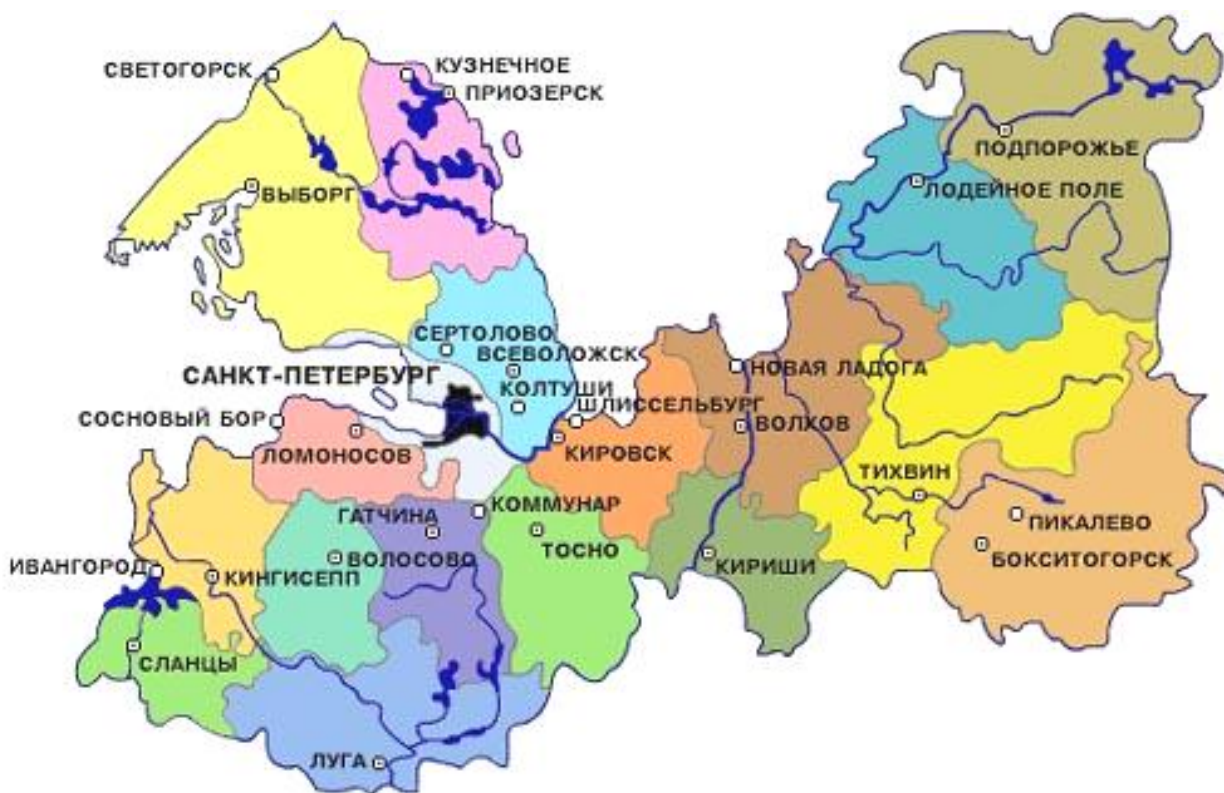 СВЕТОГОРСК
КУЗНЕЧНОЕ
ПРИОЗЕРСК
ПОДПОРОЖЬЕ
ВЫБОРГ
ЛОДЕЙНОЕ ПОЛЕ
СЕРТОЛОВО
ВСЕВОЛОЖСК
САНКТ-ПЕТЕРБУРГ
КОЛТУШИ
НОВАЯ ЛАДОГА
СОСНОВЫЙ БОР
ШЛИССЕЛЬБУРГ
ЛОМОНОСОВ
КИРОВСК
ВОЛХОВ
ТИХВИН
ГАТЧИНА
КОММУНАР
ПИКАЛЕВО
ТОСНО
ИВАНГОРОД
КИНГИСЕПП
ВОЛОСОВО
КИРИШИ
БОКСИТОГОРСК
СЛАНЦЫ
ЛУГА